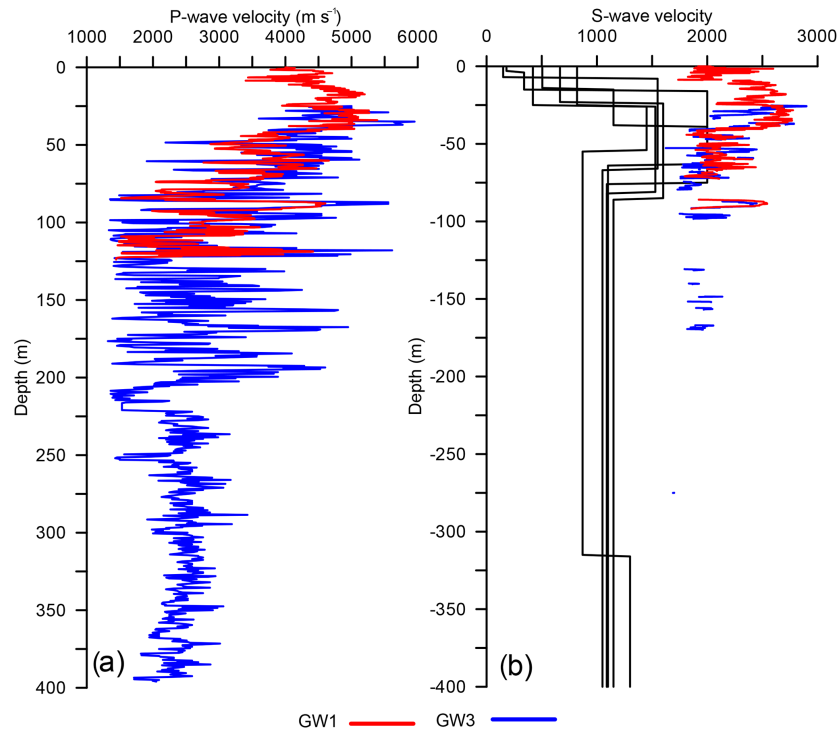 P-wave velocity (m s⁻¹)
1000 2000 3000 4000 5000 6000
0
50
100
150
200
250
300
350
400
Depth (m)
(a)
S-wave velocity
0 1000 2000 3000
0
-50
-100
-150
-200
-250
-300
-350
-400
Depth (m)
(b)
GW1 GW3